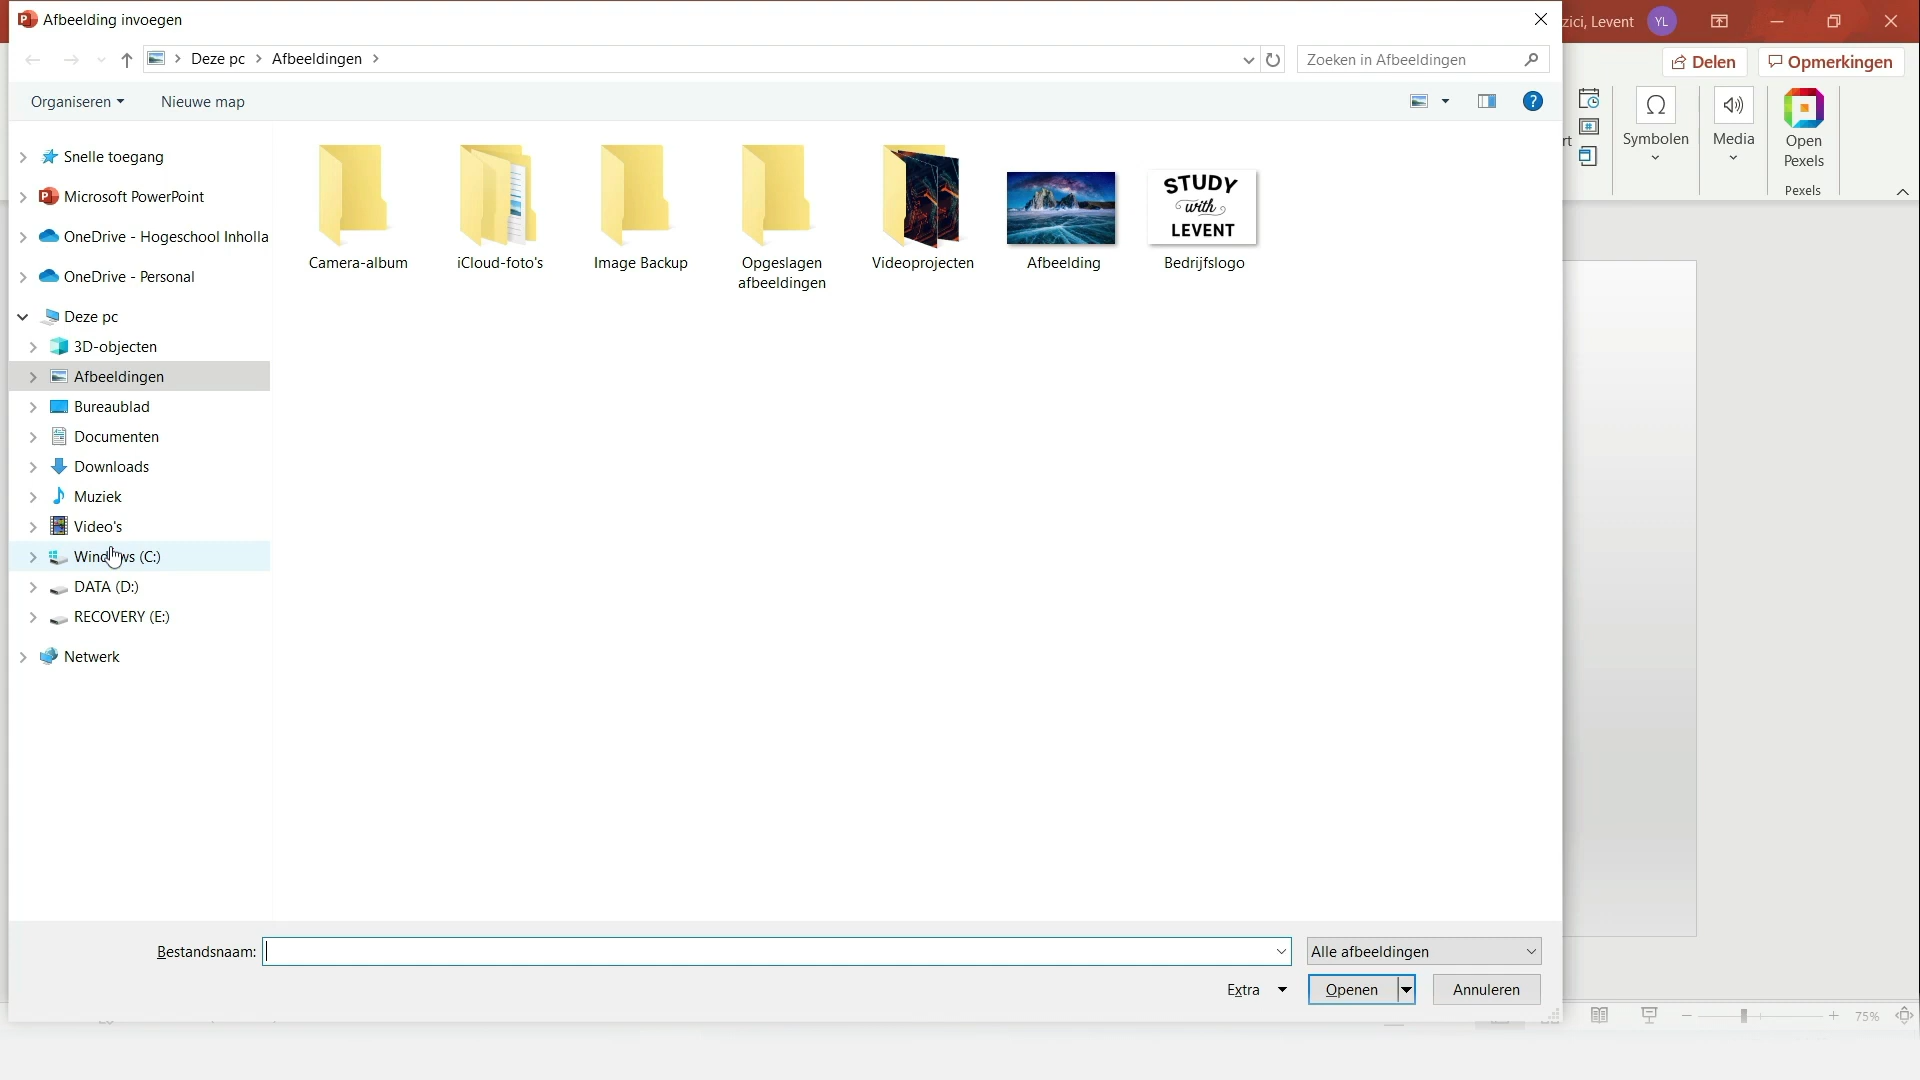 Afbeelding invoegen
zici, Levent
YL
Deze pc
Afbeeldingen
Zoeken in Afbeeldingen
Delen
Opmerkingen
Organiseren
Nieuwe map
Snelle toegang
Microsoft PowerPoint
OneDrive - Hogeschool Inholla
OneDrive - Personal
Deze pc
3D-objecten
Afbeeldingen
Bureaublad
Documenten
Downloads
Muziek
Video's
Windows (C:)
DATA (D:)
RECOVERY (E:)
Netwerk
Camera-album
iCloud-foto's
Image Backup
Opgeslagen
afbeeldingen
Videoprojecten
Afbeelding
STUDY
with
LEVENT
Bedrijfslogo
Symbolen
Media
Open
Pexels
Pexels
Bestandsnaam:
Alle afbeeldingen
Extra
Openen
Annuleren
75%